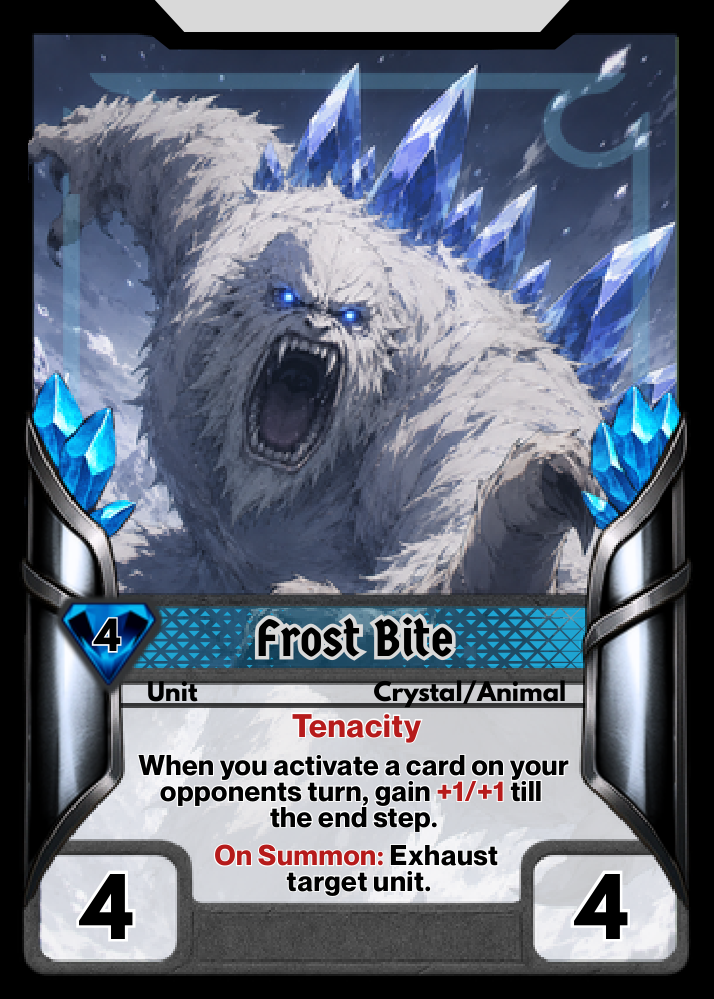 4
Frost Bite
Unit Crystal/Animal
Tenacity
When you activate a card on your
opponents turn, gain +1/+1 till
the end step.
On Summon: Exhaust
target unit.
4 4